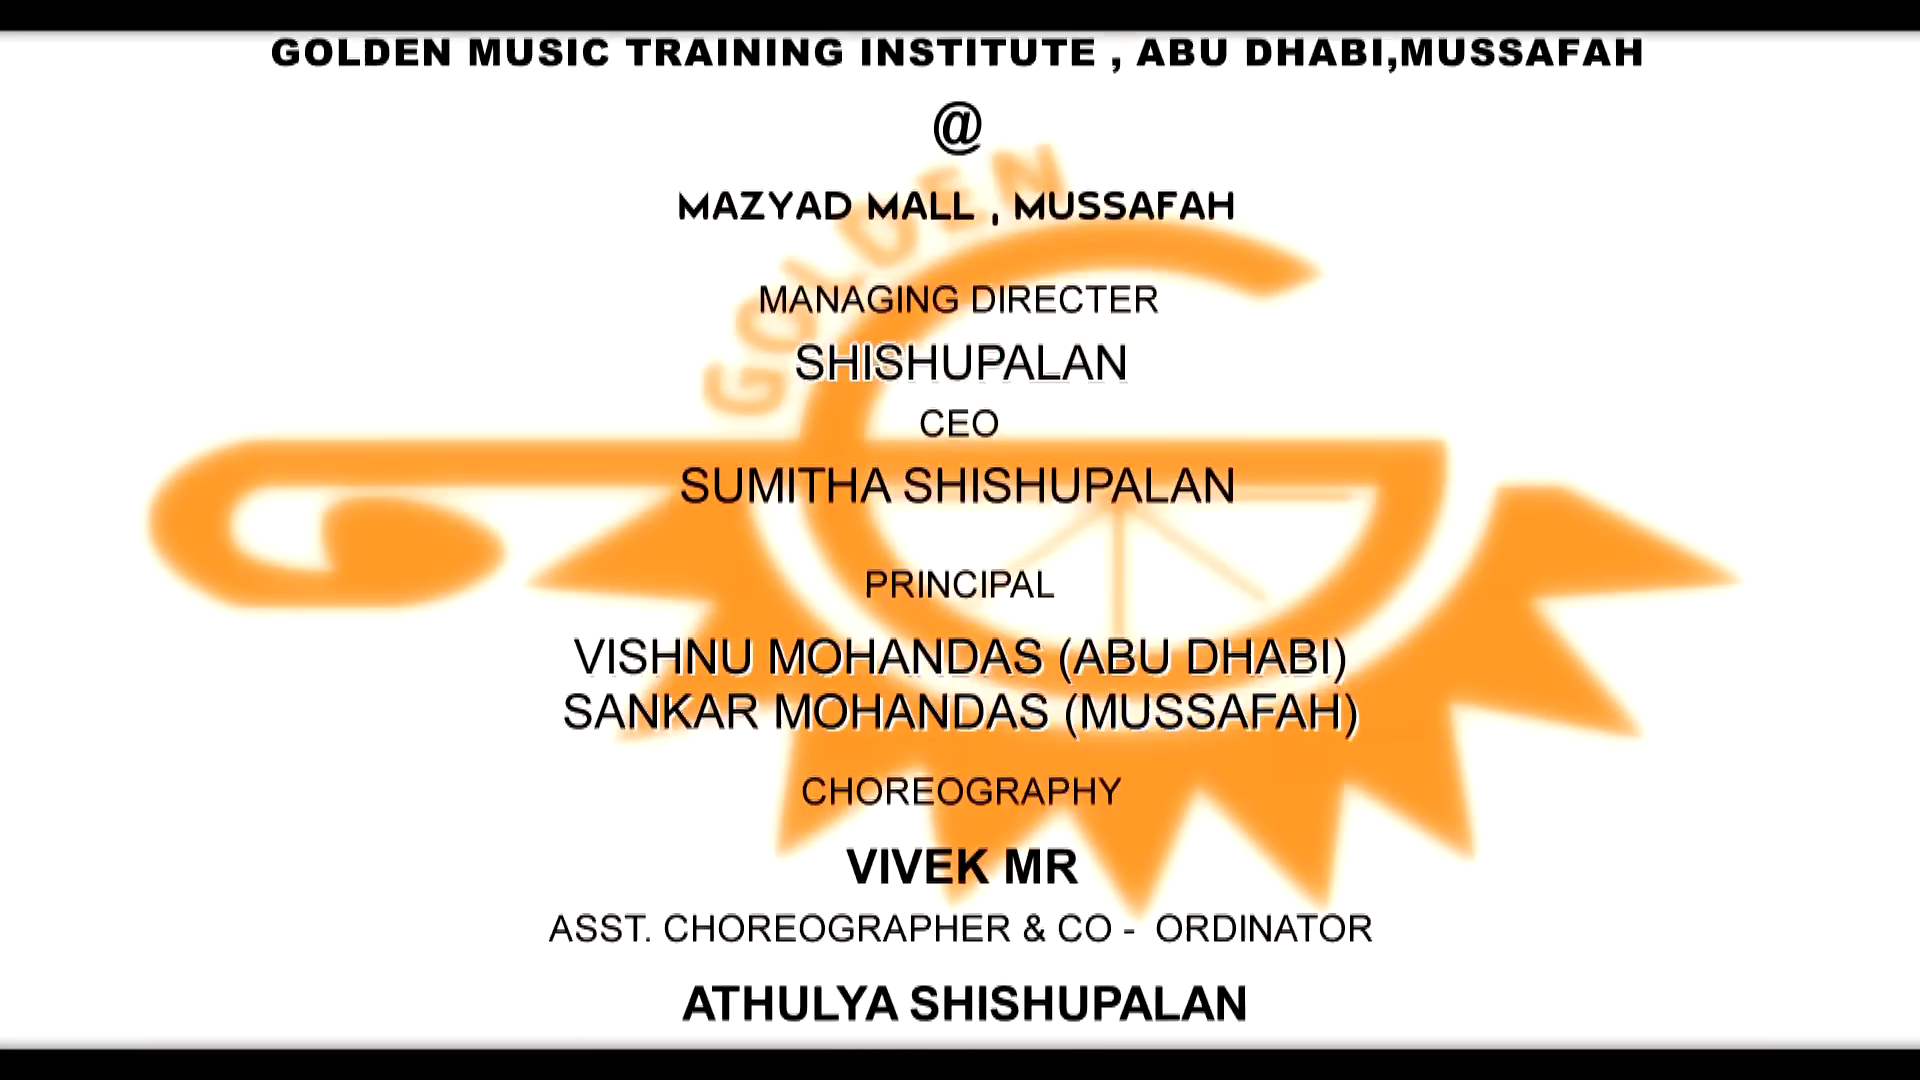 GOLDEN MUSIC TRAINING INSTITUTE , ABU DHABI,MUSSAFAH
@
MAZYAD MALL , MUSSAFAH
GOLDEN
MANAGING DIRECTER
SHISHUPALAN
CEO
SUMITHA SHISHUPALAN
PRINCIPAL
VISHNU MOHANDAS (ABU DHABI)
SANKAR MOHANDAS (MUSSAFAH)
CHOREOGRAPHY
VIVEK MR
ASST. CHOREOGRAPHER & CO - ORDINATOR
ATHULYA SHISHUPALAN